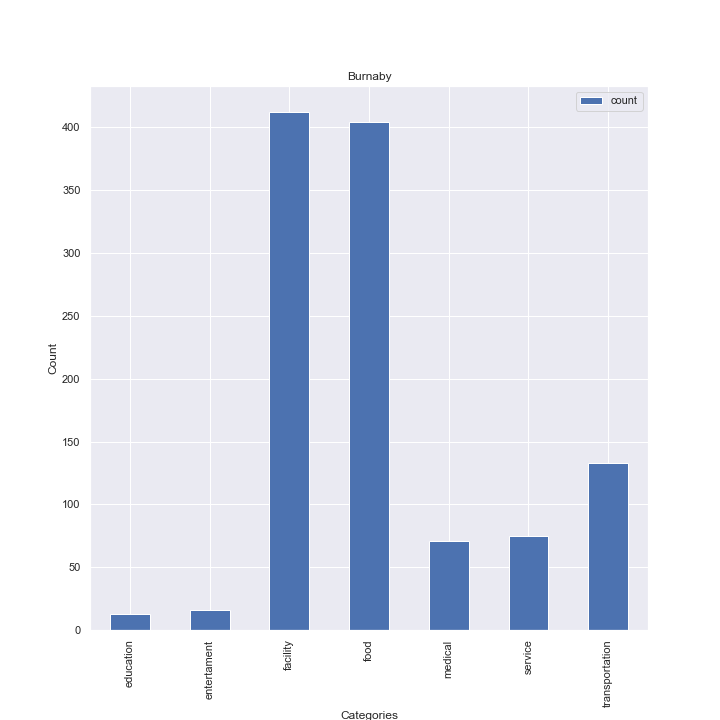 Burnaby
count
400
350
300
250
200
150
100
50
0
Count
education
entertament
facility
food
medical
service
transportation
Categories